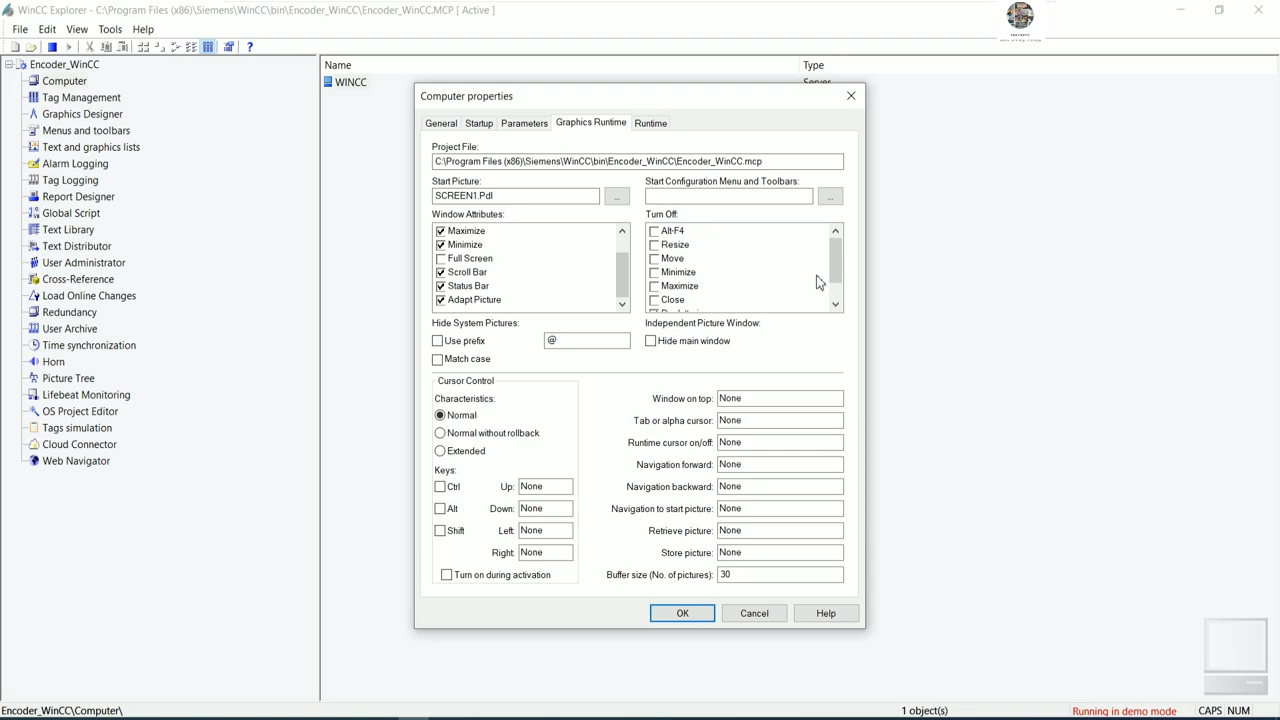 WinCC Explorer - C:\Program Files (x86)\Siemens\WinCC\bin\Encoder_WinCC\Encoder_WinCC.MCP [ Active ]
File Edit View Tools Help
Encoder_WinCC
Computer
Tag Management
Graphics Designer
Menus and toolbars
Text and graphics lists
Alarm Logging
Tag Logging
Report Designer
Global Script
Text Library
Text Distributor
User Administrator
Cross-Reference
Load Online Changes
Redundancy
User Archive
Time synchronization
Horn
Picture Tree
Lifebeat Monitoring
OS Project Editor
Tags simulation
Cloud Connector
Web Navigator
Name Type
WINCC Server
Computer properties
General Startup Parameters Graphics Runtime Runtime
Project File:
C:\Program Files (x86)\Siemens\WinCC\bin\Encoder_WinCC\Encoder_WinCC.mcp
Start Picture: Start Configuration Menu and Toolbars:
SCREEN1.Pdl ... ...
Window Attributes: Turn Off:
Maximize Alt-F4
Minimize Resize
Full Screen Move
Scroll Bar Minimize
Status Bar Maximize
Adapt Picture Close
Hide System Pictures: Independent Picture Window:
Use prefix @ Hide main window
Match case
Cursor Control
Characteristics: Window on top: None
Normal Tab or alpha cursor: None
Normal without rollback Runtime cursor on/off: None
Extended Navigation forward: None
Keys:
Ctrl Up: None Navigation backward: None
Alt Down: None Navigation to start picture: None
Shift Left: None Retrieve picture: None
Right: None Store picture: None
Turn on during activation Buffer size (No. of pictures): 30
OK Cancel Help
Encoder_WinCC\Computer\ 1 object(s) Running in demo mode CAPS NUM